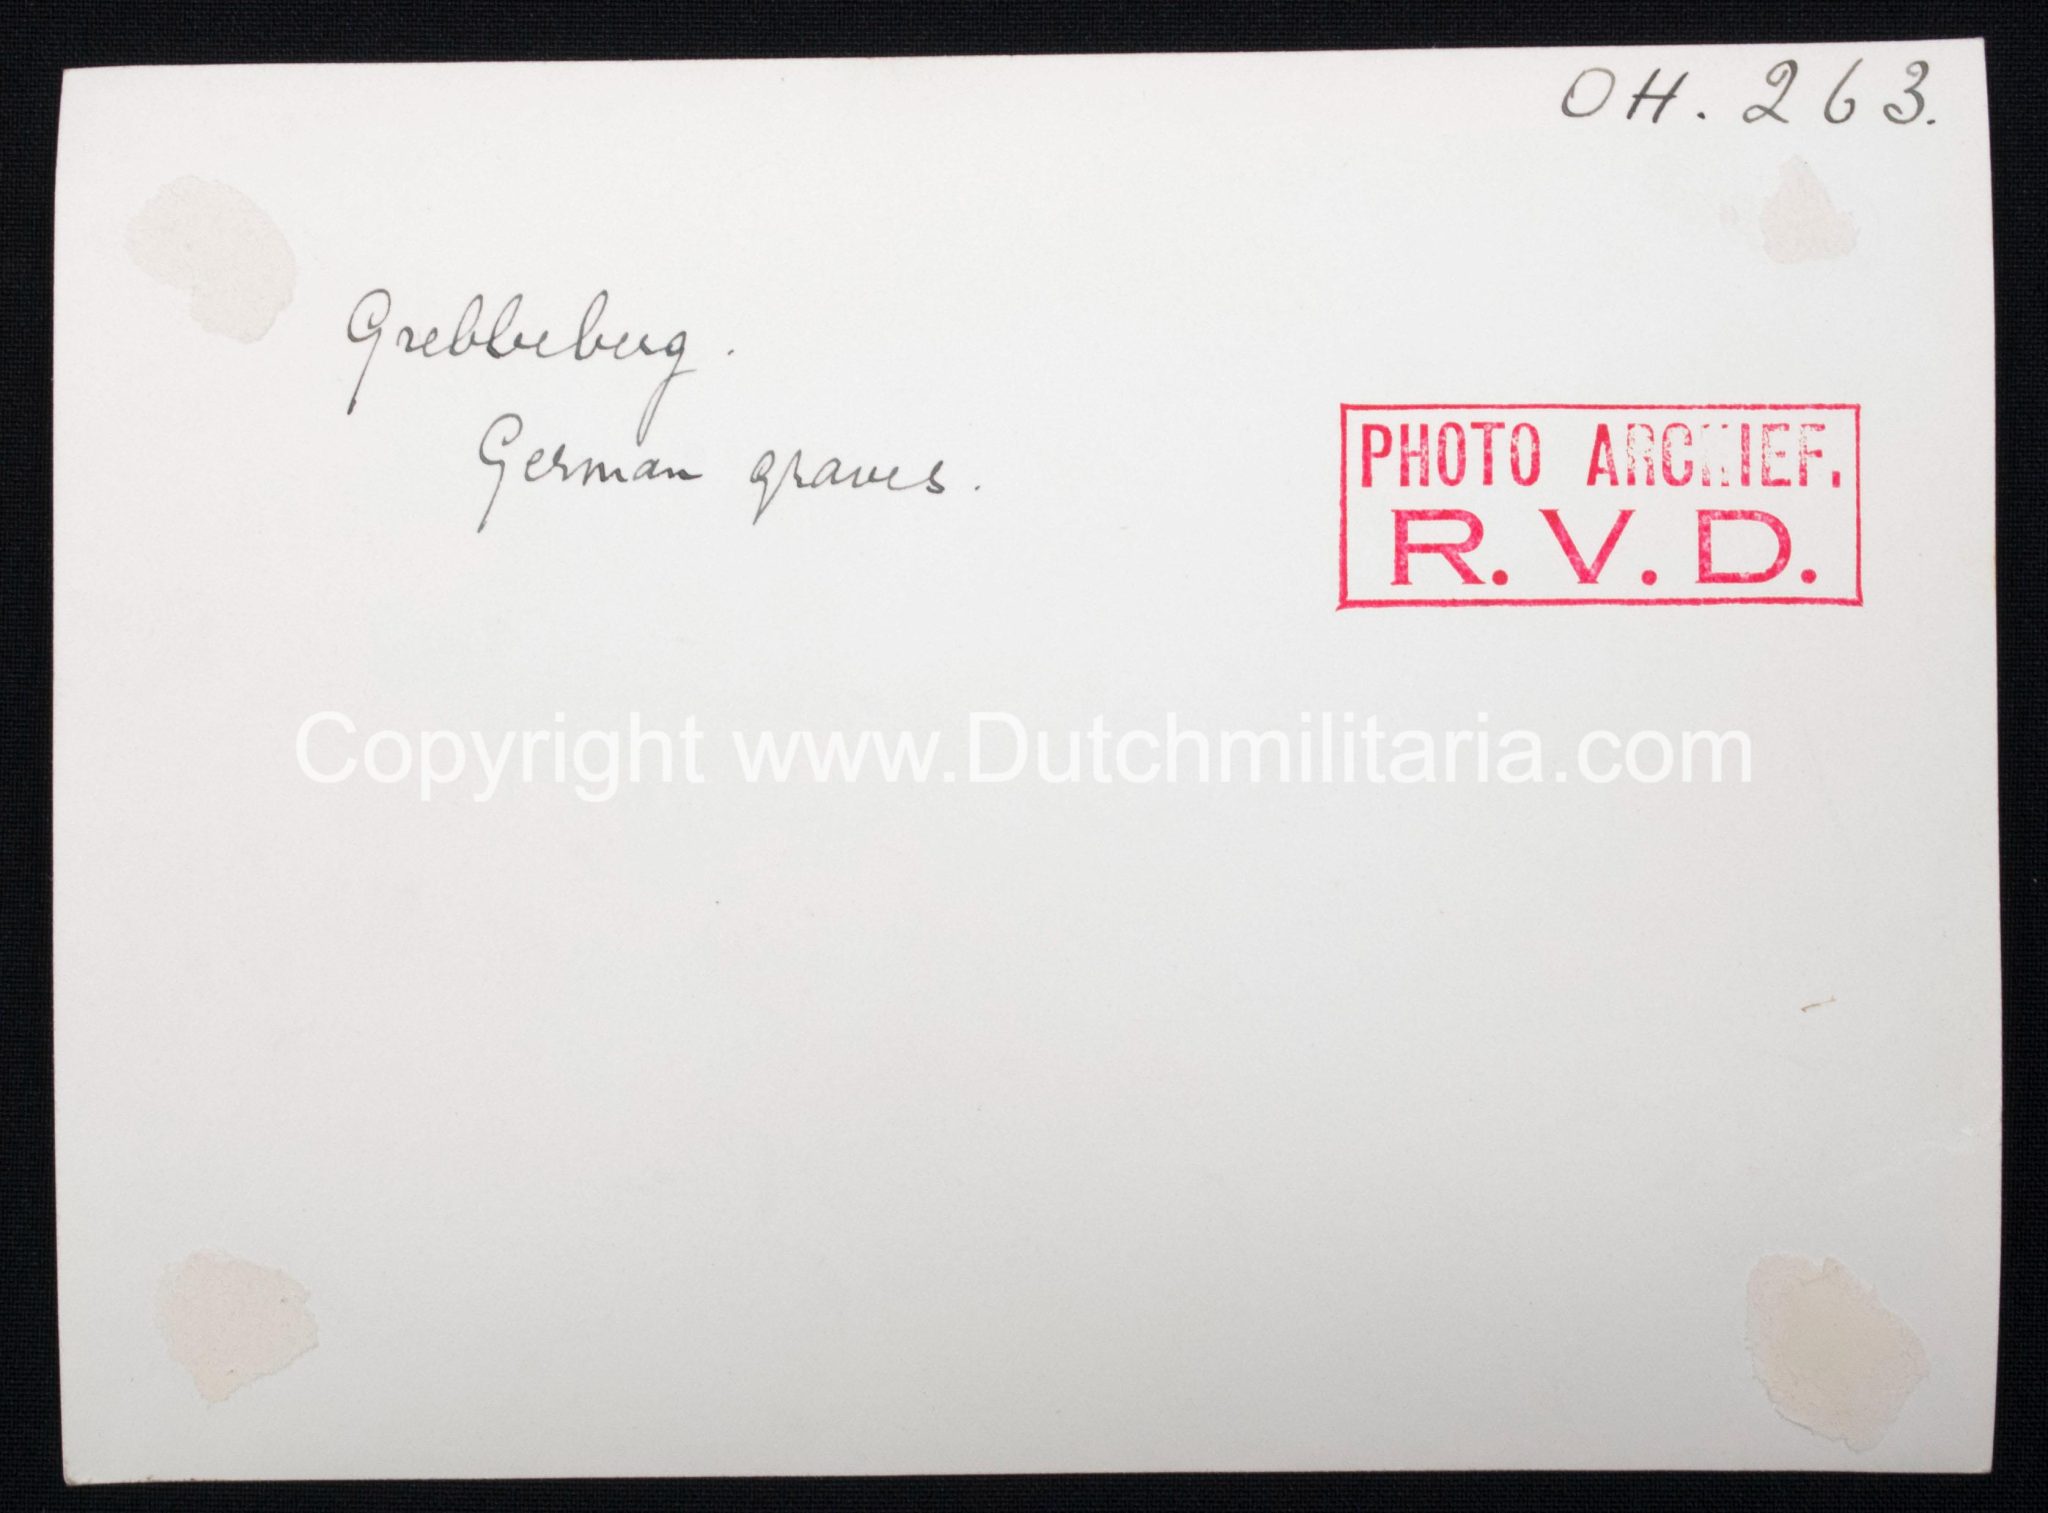 OH. 263.
Grebbeberg.
German graves.
PHOTO ARCHIEF.
R.V.D.
Copyright www.Dutchmilitaria.com